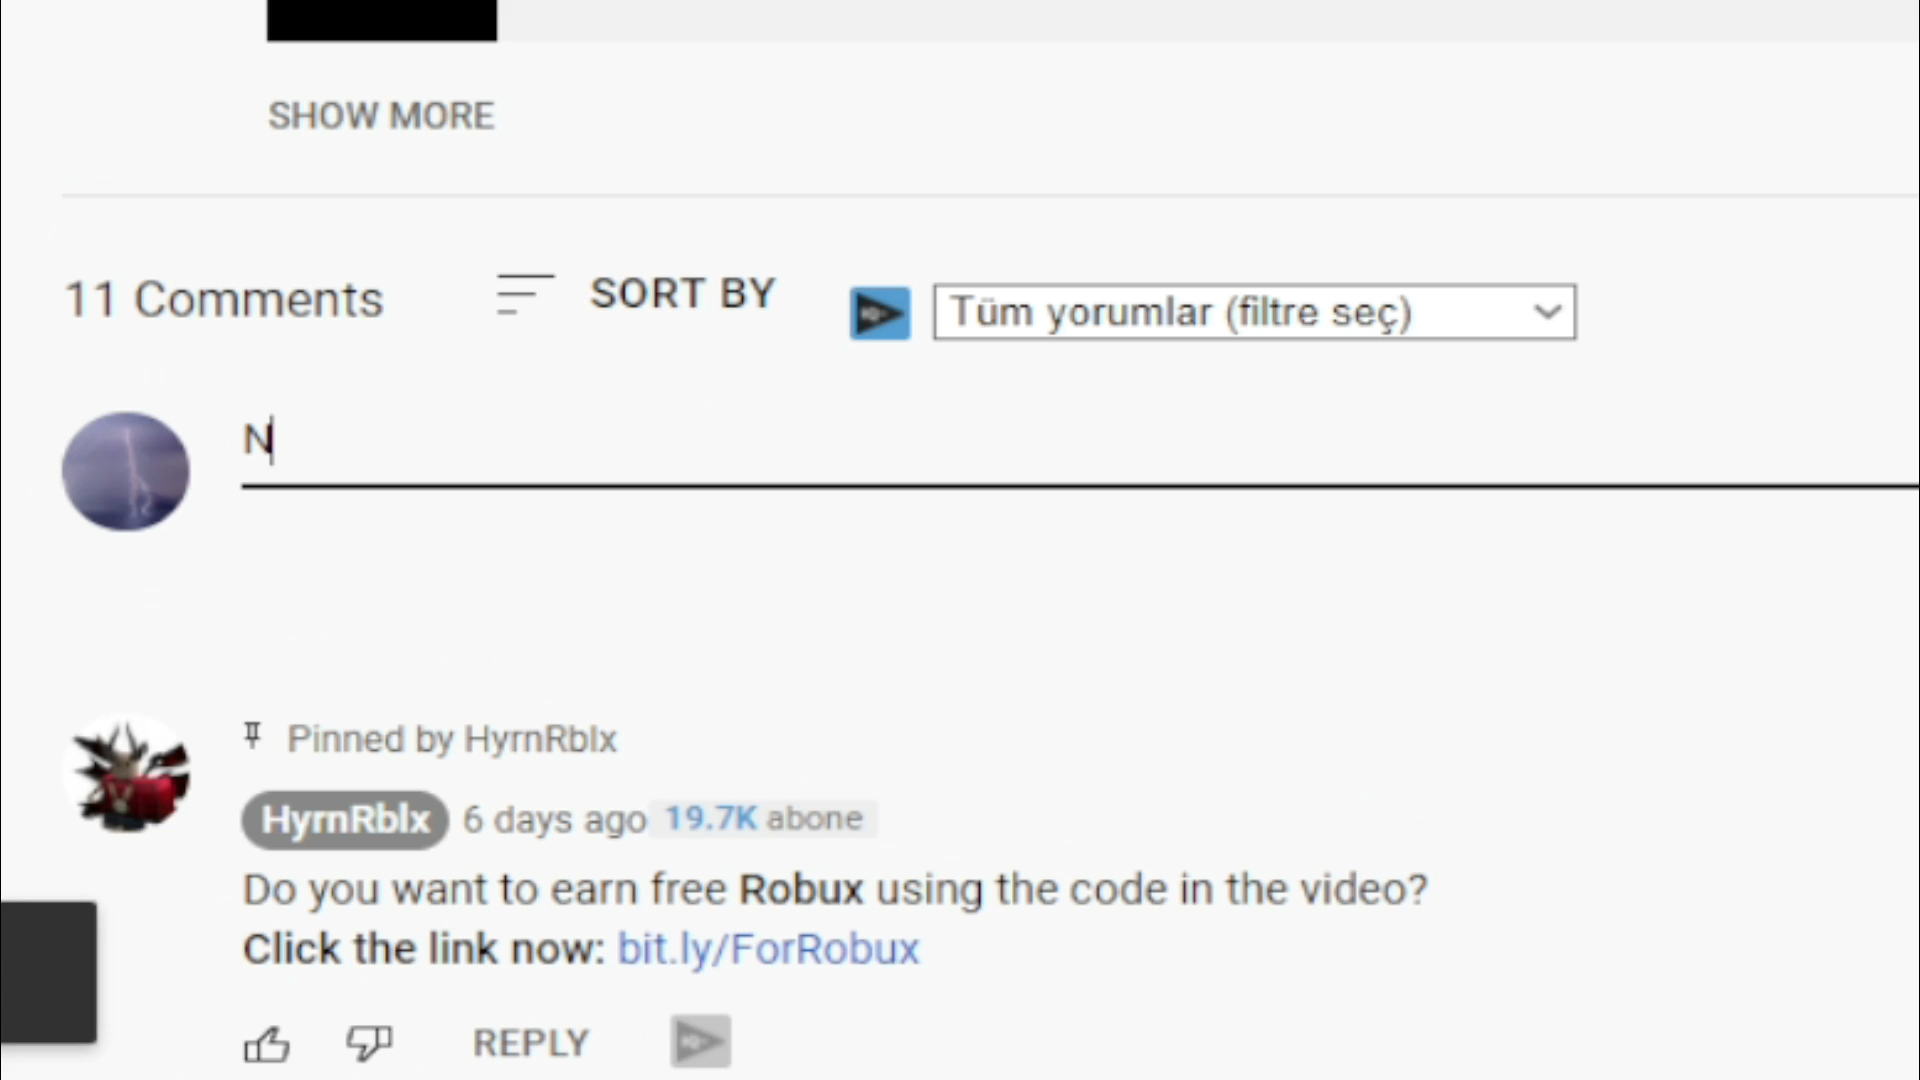 SHOW MORE
11 Comments
SORT BY
Tüm yorumlar (filtre seç)
N
Pinned by HyrnRblx
HyrnRblx 6 days ago 19.7K abone
Do you want to earn free Robux using the code in the video?
Click the link now: bit.ly/ForRobux
REPLY